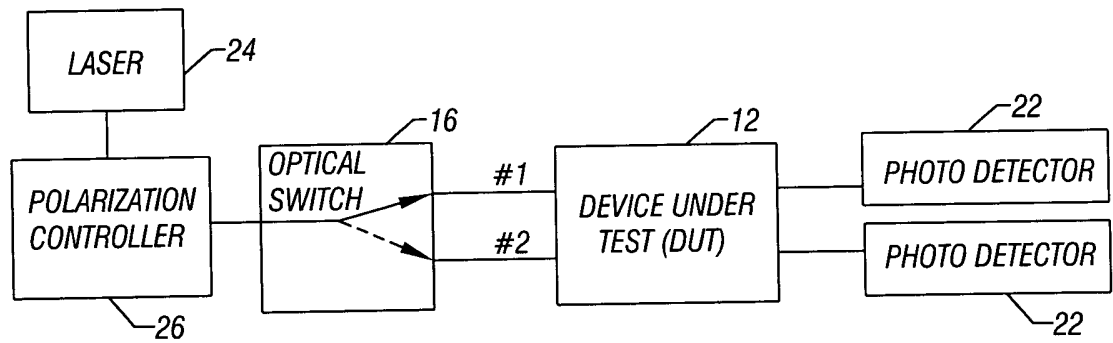 LASER
24
POLARIZATION
CONTROLLER
26
OPTICAL
SWITCH
16
#1
#2
DEVICE UNDER
TEST (DUT)
12
PHOTO DETECTOR
22
PHOTO DETECTOR
22